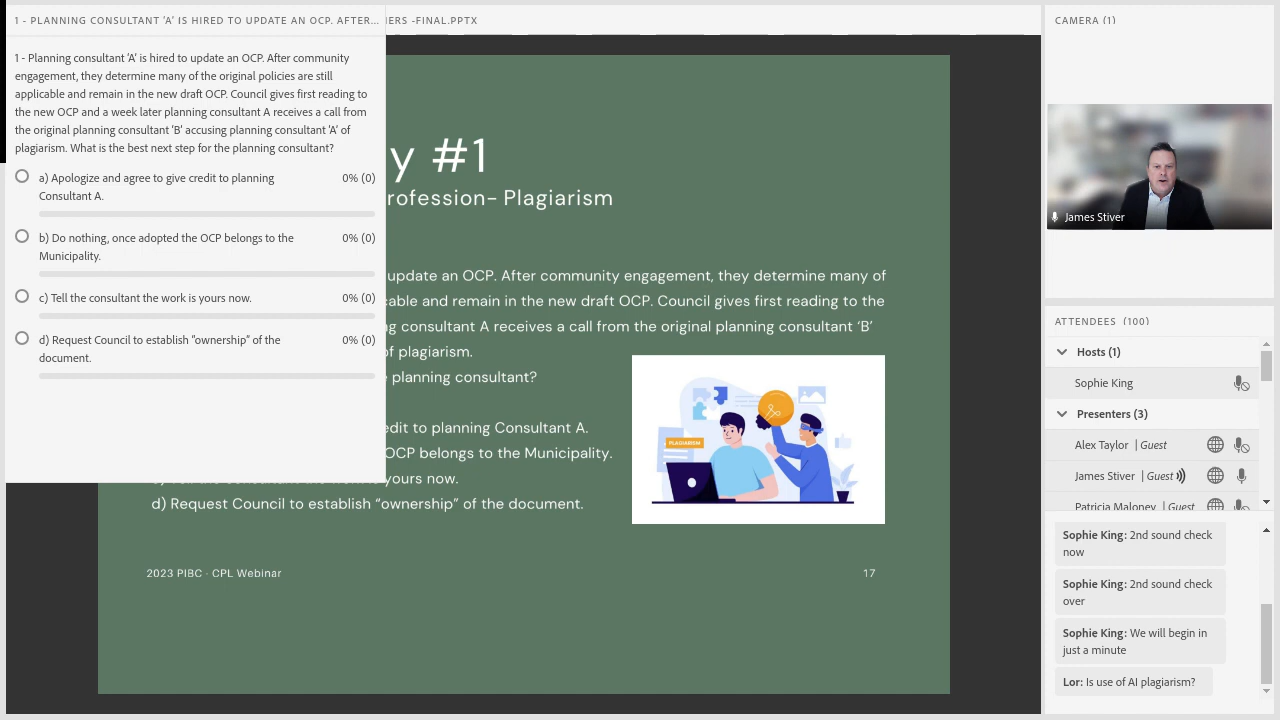 1 - PLANNING CONSULTANT ‘A’ IS HIRED TO UPDATE AN OCP. AFTER...
ERS -FINAL.PPTX
1 - Planning consultant ‘A’ is hired to update an OCP. After community
engagement, they determine many of the original policies are still
applicable and remain in the new draft OCP. Council gives first reading to
the new OCP and a week later planning consultant A receives a call from
the original planning consultant ‘B’ accusing planning consultant ‘A’ of
plagiarism. What is the best next step for the planning consultant?
a) Apologize and agree to give credit to planning
Consultant A.
0% (0)
b) Do nothing, once adopted the OCP belongs to the
Municipality.
0% (0)
c) Tell the consultant the work is yours now.
0% (0)
d) Request Council to establish “ownership” of the
document.
0% (0)
y #1
rofession– Plagiarism
update an OCP. After community engagement, they determine many of
cable and remain in the new draft OCP. Council gives first reading to the
ng consultant A receives a call from the original planning consultant ‘B’
of plagiarism.
e planning consultant?
edit to planning Consultant A.
OCP belongs to the Municipality.
yours now.
d) Request Council to establish “ownership” of the document.
PLAGIARISM
2023 PIBC · CPL Webinar
17
CAMERA (1)
James Stiver
ATTENDEES (100)
Hosts (1)
Sophie King
Presenters (3)
Alex Taylor | Guest
James Stiver | Guest
Patricia Maloney | Guest
Sophie King: 2nd sound check
now
Sophie King: 2nd sound check
over
Sophie King: We will begin in
just a minute
Lor: Is use of AI plagiarism?